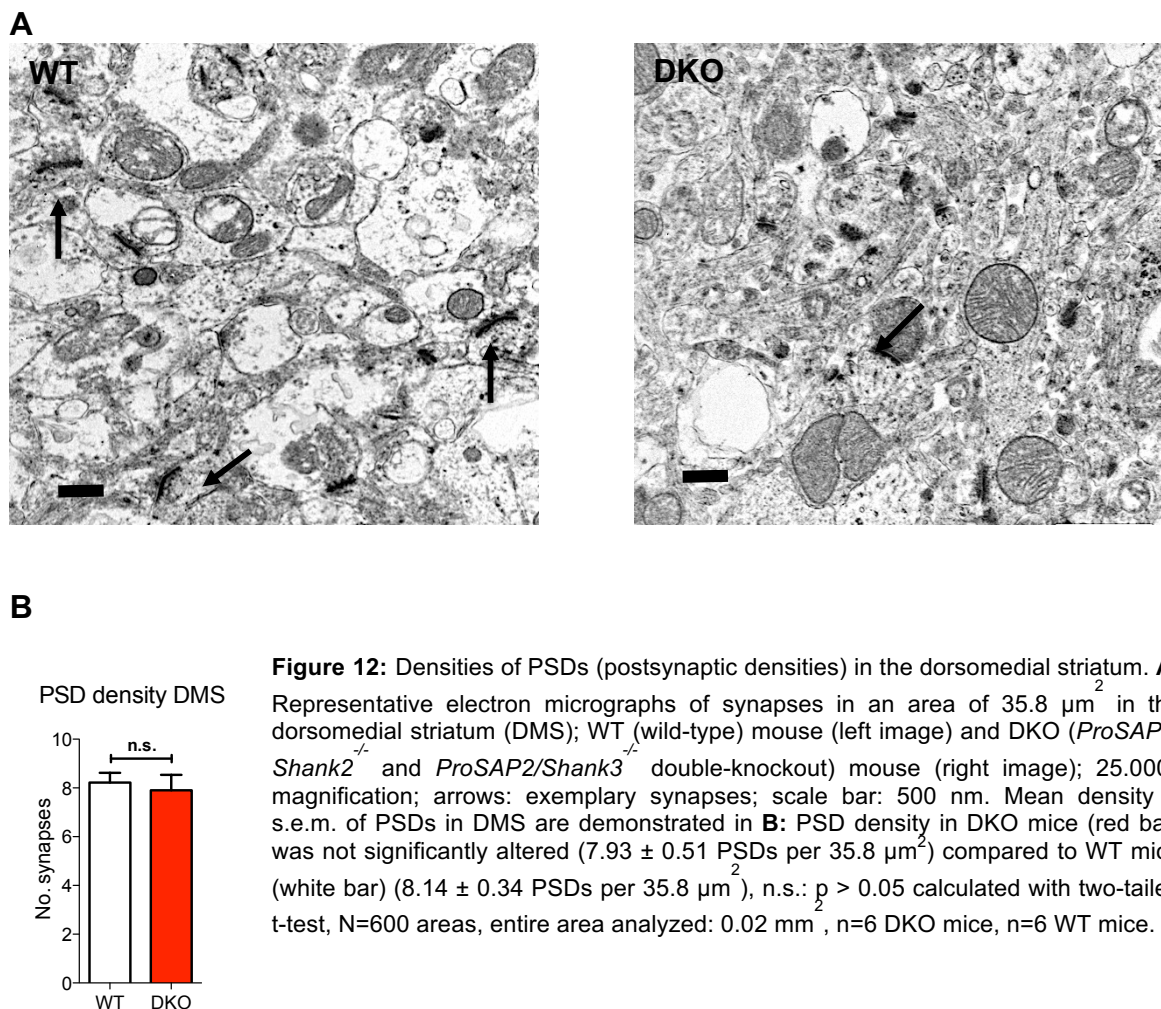 A
WT
DKO
B
PSD density DMS
n.s.
10
8
6
4
2
0
No. synapses
WT
DKO
Figure 12: Densities of PSDs (postsynaptic densities) in the dorsomedial striatum.
Representative electron micrographs of synapses in an area of 35.8 µm² in
dorsomedial striatum (DMS); WT (wild-type) mouse (left image) and DKO (ProSAP
Shank2-/- and ProSAP2/Shank3-/- double-knockout) mouse (right image); 25.000
magnification; arrows: exemplary synapses; scale bar: 500 nm. Mean density
s.e.m. of PSDs in DMS are demonstrated in B: PSD density in DKO mice (red
was not significantly altered (7.93 ± 0.51 PSDs per 35.8 µm²) compared to WT
(white bar) (8.14 ± 0.34 PSDs per 35.8 µm²), n.s.: p > 0.05 calculated with
t-test, N=600 areas, entire area analyzed: 0.02 mm², n=6 DKO mice, n=6 WT mice.